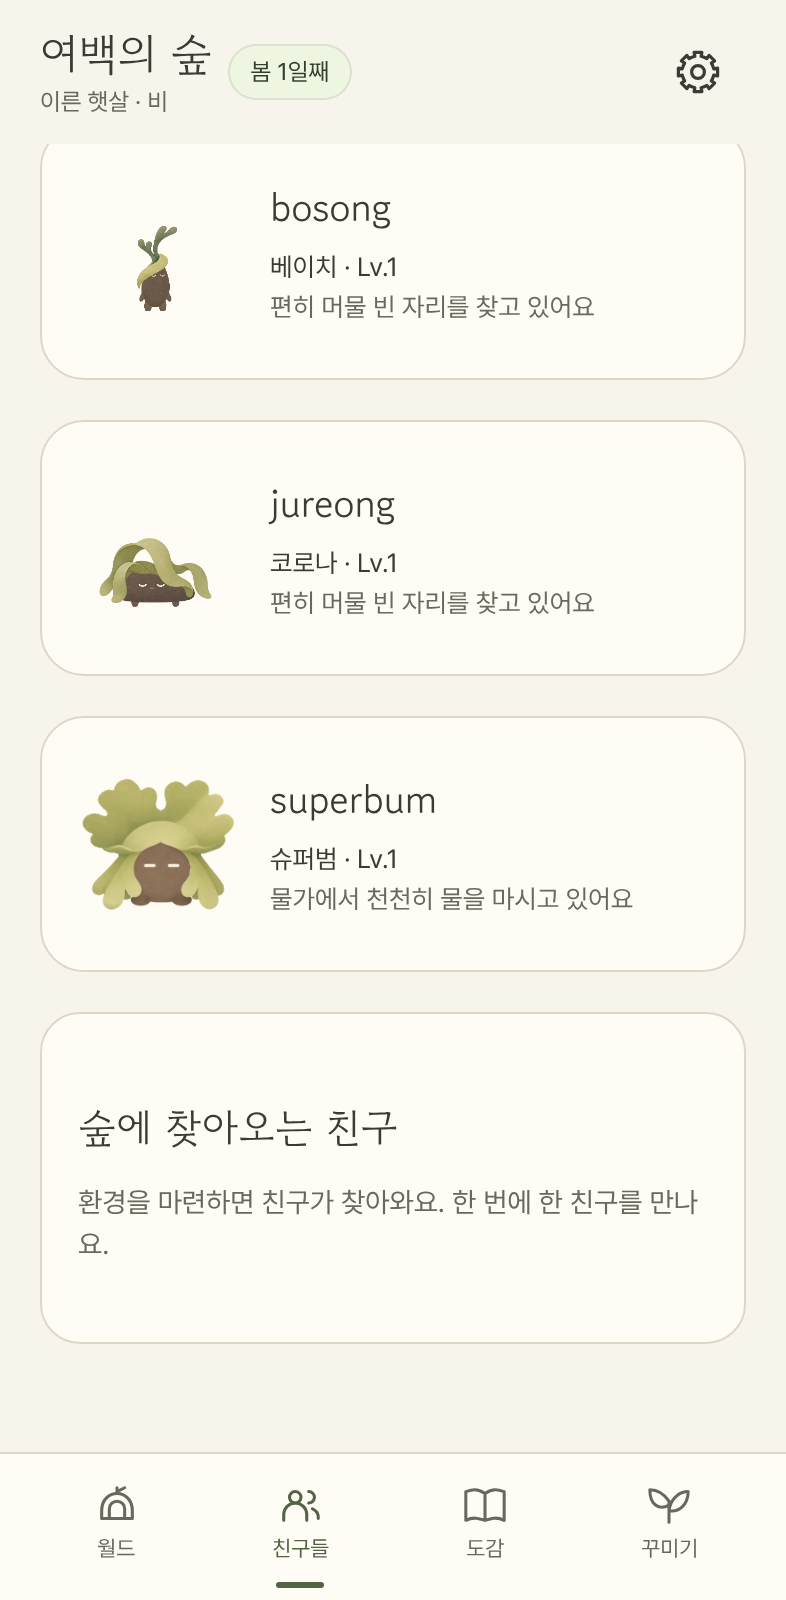 여백의 숲
봄 1일째
이른 햇살 · 비
bosong
베이치 · Lv.1
편히 머물 빈 자리를 찾고 있어요
jureong
코로나 · Lv.1
편히 머물 빈 자리를 찾고 있어요
superbum
슈퍼범 · Lv.1
물가에서 천천히 물을 마시고 있어요
숲에 찾아오는 친구
환경을 마련하면 친구가 찾아와요. 한 번에 한 친구를 만나
요.
월드
친구들
도감
꾸미기